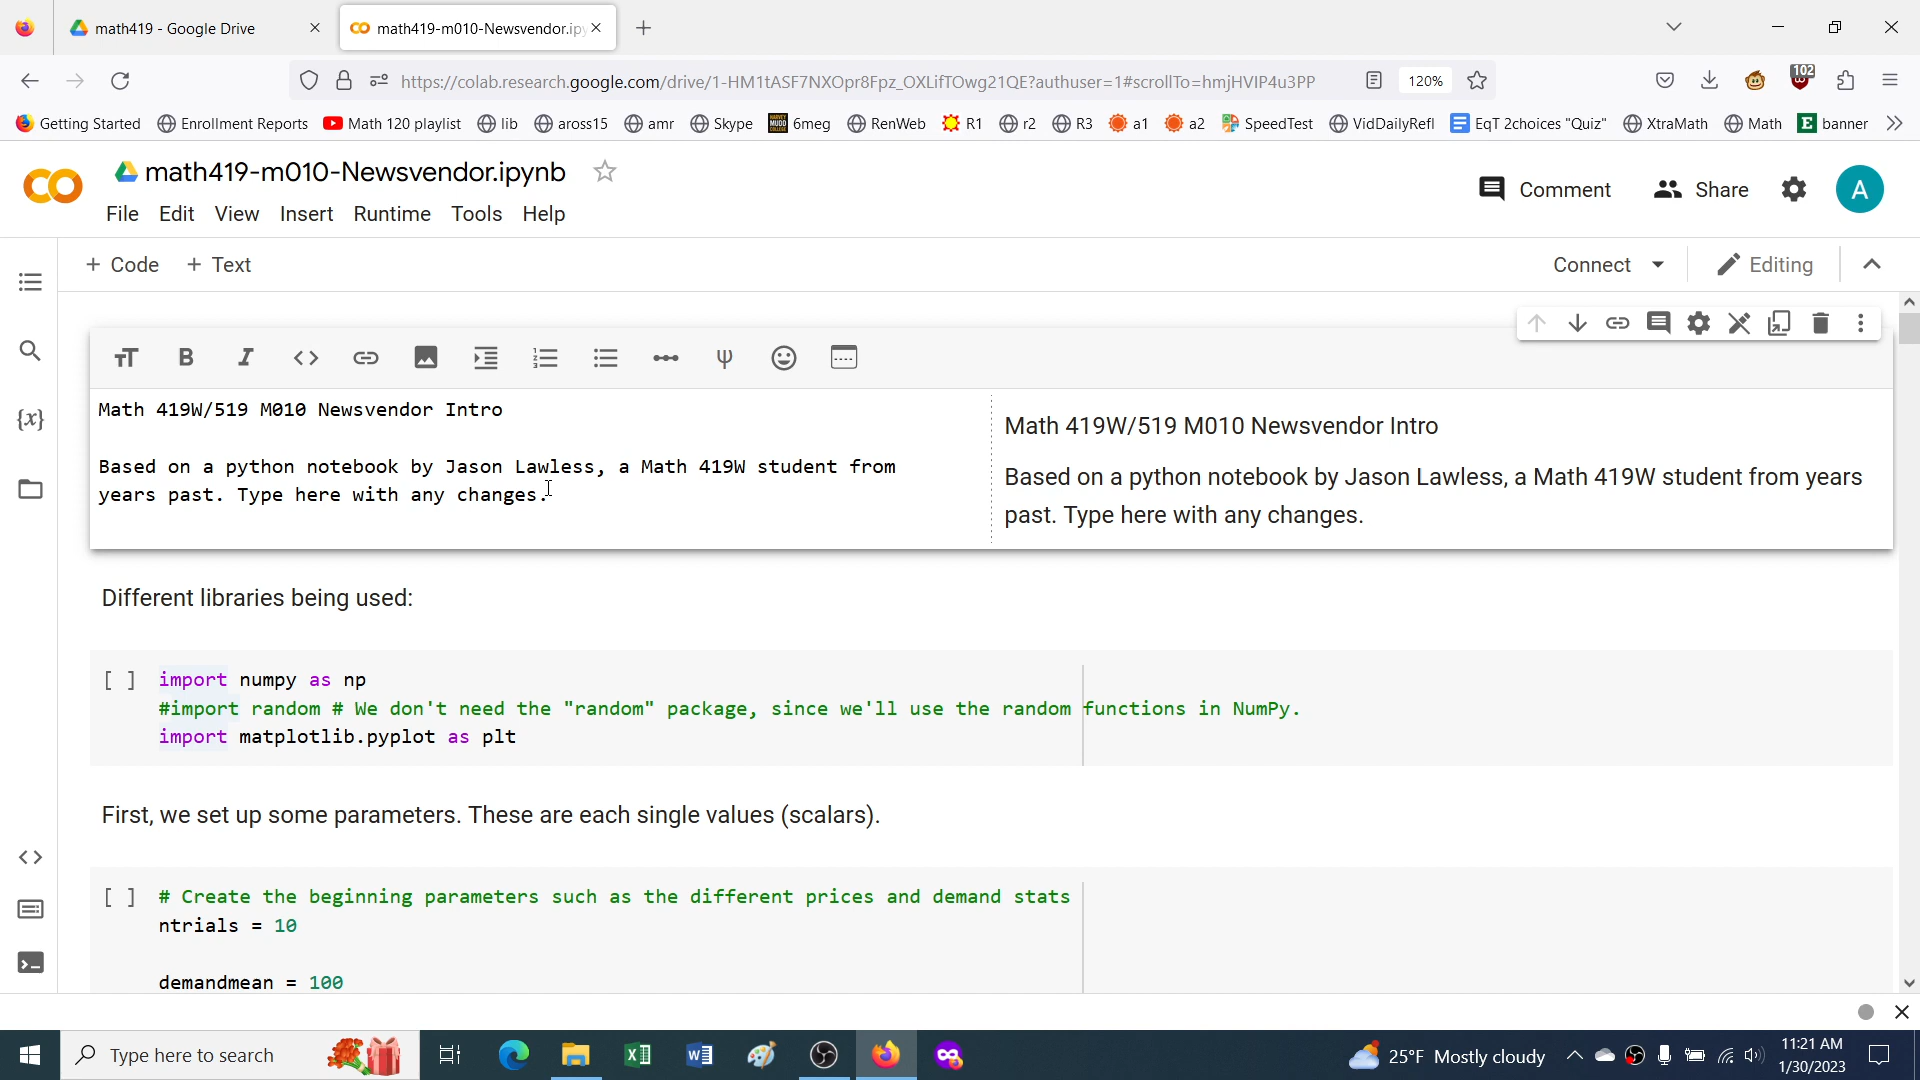 math419 - Google Drive
math419-m010-Newsvendor.ipy
https://colab.research.google.com/drive/1-HM1tASF7NXOpr8Fpz_OXLifTOwg21QE?authuser=1#scrollTo=hmjHVIP4u3PP
120%
102
Getting Started
Enrollment Reports
Math 120 playlist
lib
aross15
amr
Skype
HARVEY MUDD COLLEGE
6meg
RenWeb
R1
r2
R3
a1
a2
SpeedTest
VidDailyRefl
EqT 2choices "Quiz"
XtraMath
Math
E banner
math419-m010-Newsvendor.ipynb
File Edit View Insert Runtime Tools Help
Comment
Share
A
+ Code + Text
Connect
Editing
Math 419W/519 M010 Newsvendor Intro
Based on a python notebook by Jason Lawless, a Math 419W student from
years past. Type here with any changes.
Math 419W/519 M010 Newsvendor Intro
Based on a python notebook by Jason Lawless, a Math 419W student from years
past. Type here with any changes.
Different libraries being used:
[ ] import numpy as np
#import random # We don't need the "random" package, since we'll use the random functions in NumPy.
import matplotlib.pyplot as plt
First, we set up some parameters. These are each single values (scalars).
[ ] # Create the beginning parameters such as the different prices and demand stats
ntrials = 10
demandmean = 100
Type here to search
25°F Mostly cloudy
11:21 AM
1/30/2023